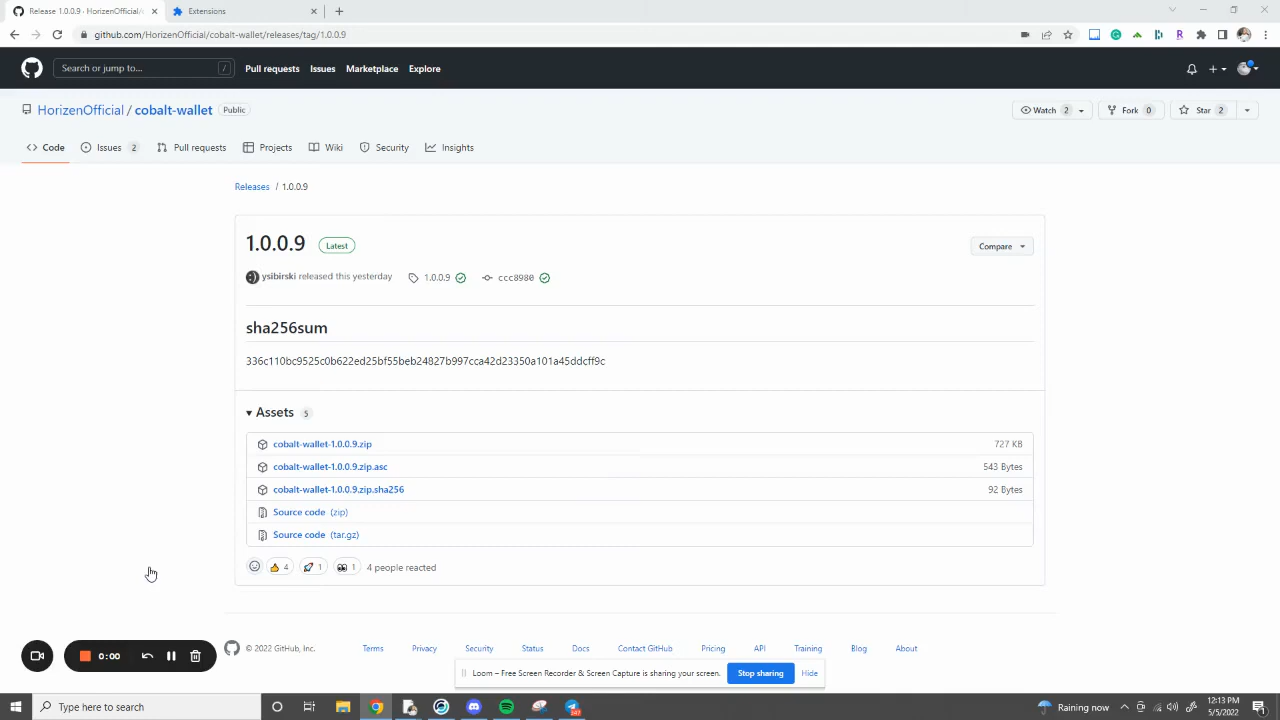 Release 1.0.0.9 · HorizenOfficial/
Extensions
github.com/HorizenOfficial/cobalt-wallet/releases/tag/1.0.0.9
Search or jump to...
/
Pull requests
Issues
Marketplace
Explore
HorizenOfficial / cobalt-wallet
Public
Watch 2
Fork 0
Star 2
Code
Issues 2
Pull requests
Projects
Wiki
Security
Insights
Releases / 1.0.0.9
1.0.0.9
Latest
Compare
ysibirski released this yesterday
1.0.0.9
ccc8980
sha256sum
336c110bc9525c0b622ed25bf55beb24827b997cca42d23350a101a45ddcff9c
Assets 5
cobalt-wallet-1.0.0.9.zip
727 KB
cobalt-wallet-1.0.0.9.zip.asc
543 Bytes
cobalt-wallet-1.0.0.9.zip.sha256
92 Bytes
Source code (zip)
Source code (tar.gz)
4
1
1
4 people reacted
0:00
© 2022 GitHub, Inc.
Terms
Privacy
Security
Status
Docs
Contact GitHub
Pricing
API
Training
Blog
About
Loom – Free Screen Recorder & Screen Capture is sharing your screen.
Stop sharing
Hide
Type here to search
Raining now
12:13 PM
5/5/2022